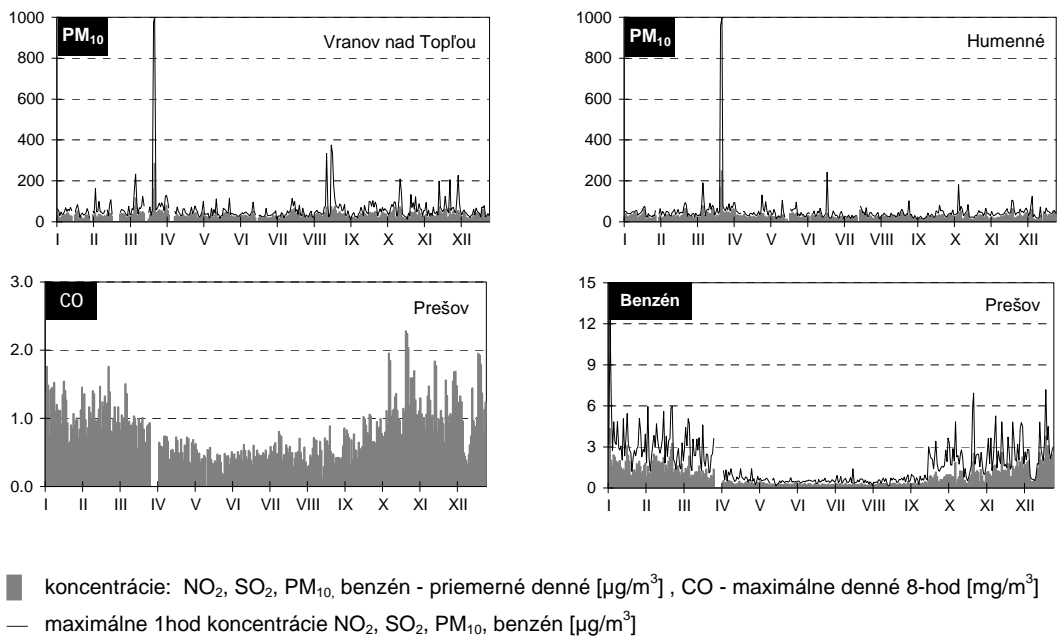 PM10
Vranov nad Topľou
1000
800
600
400
200
0
I II III IV V VI VII VIII IX X XI XII
PM10
Humenné
1000
800
600
400
200
0
I II III IV V VI VII VIII IX X XI XII
CO
Prešov
3.0
2.0
1.0
0.0
I II III IV V VI VII VIII IX X XI XII
Benzén
Prešov
15
12
9
6
3
0
I II III IV V VI VII VIII IX X XI XII
koncentrácie: NO2, SO2, PM10, benzén - priemerné denné [µg/m3] , CO - maximálne denné 8-hod [mg/m3]
maximálne 1hod koncentrácie NO2, SO2, PM10, benzén [µg/m3]